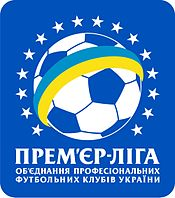 ПРЕМ'ЄР-ЛІГА
ОБ'ЄДНАННЯ ПРОФЕСІОНАЛЬНИХ
ФУТБОЛЬНИХ КЛУБІВ УКРАЇНИ